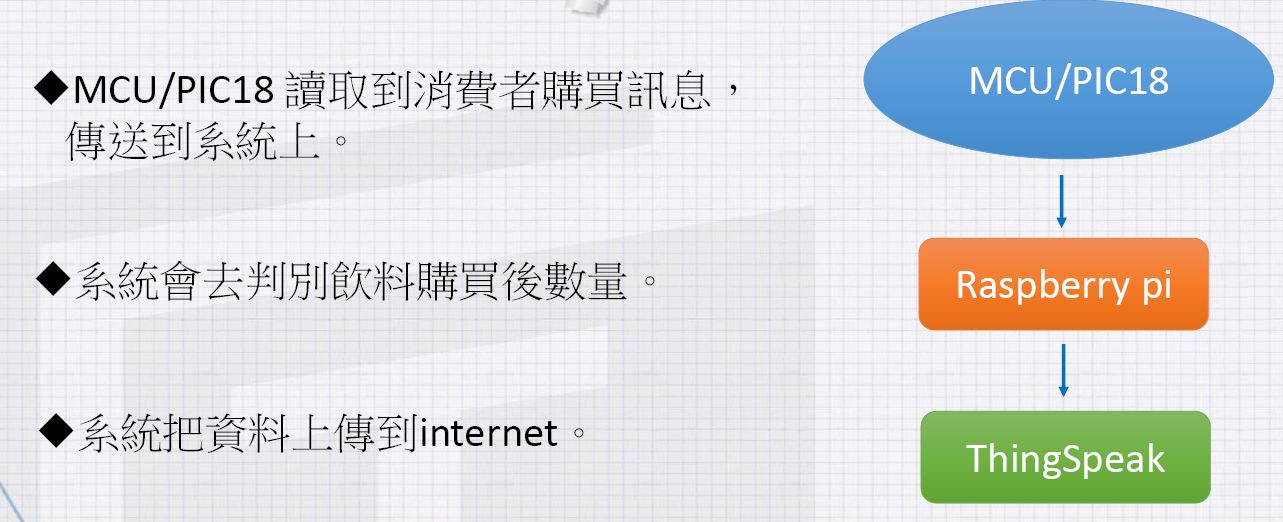 ◆MCU/PIC18 讀取到消費者購買訊息，
傳送到系統上。
◆系統會去判別飲料購買後數量。
◆系統把資料上傳到internet。
MCU/PIC18
Raspberry pi
ThingSpeak